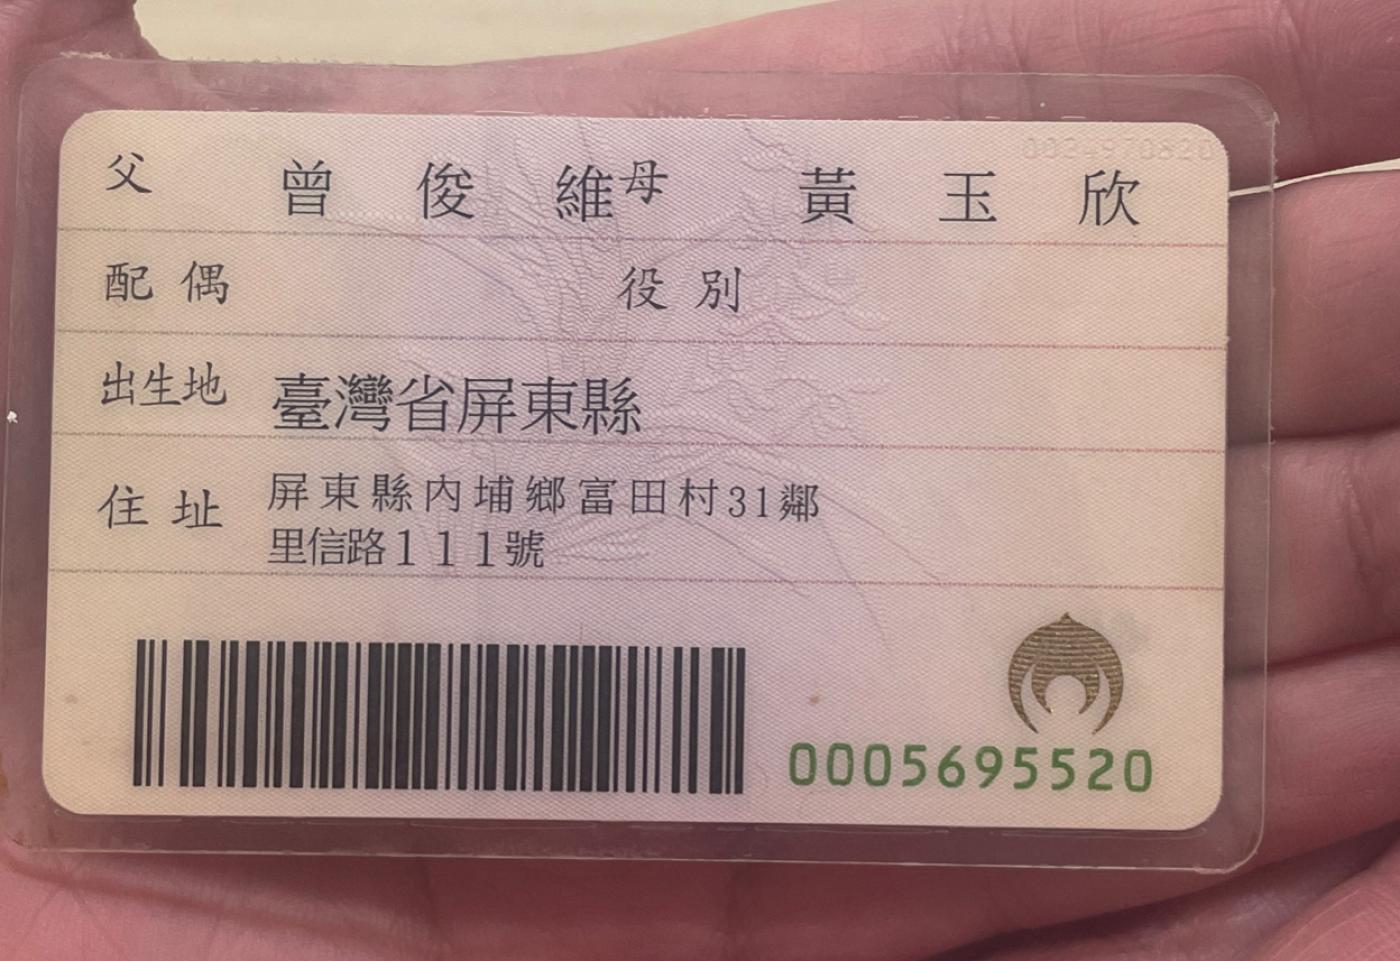 父 曾俊維 母 黃玉欣
配偶 役別
出生地 臺灣省屏東縣
住址 屏東縣內埔鄉富田村31鄰
里信路111號
0005695520